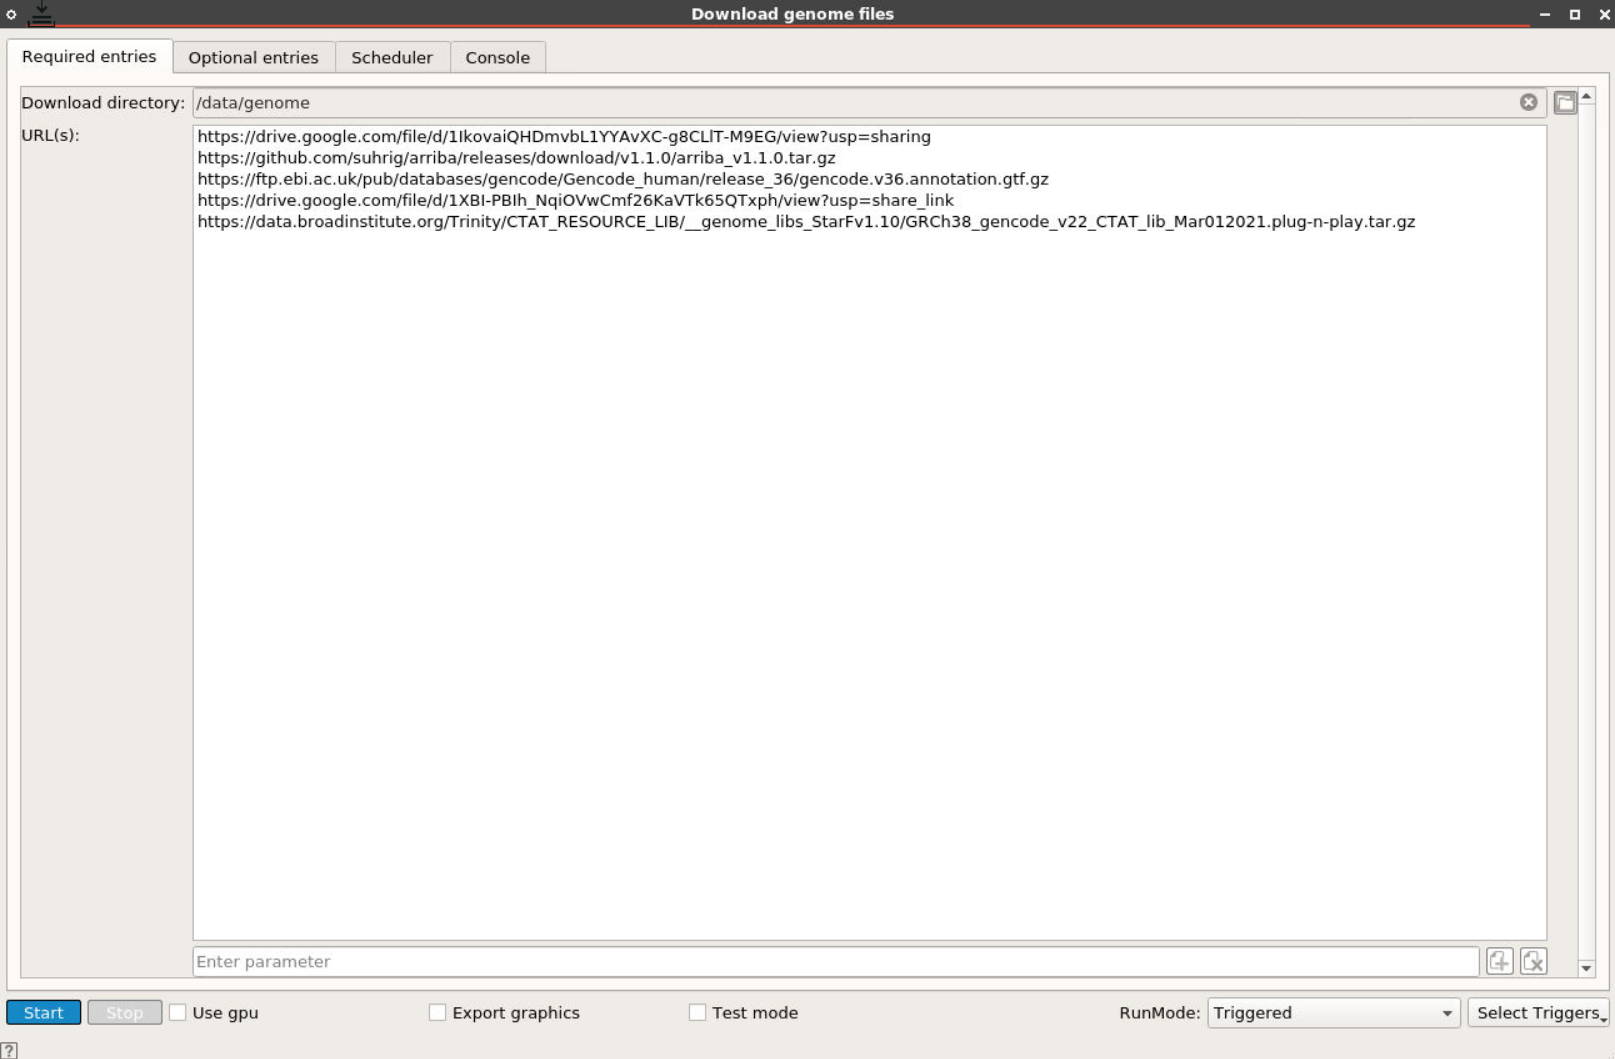 Download genome files
Required entries
Optional entries
Scheduler
Console
Download directory: /data/genome
URL(s):
https://drive.google.com/file/d/1IkovaiQHDmvbL1YYAvXC-g8CLlT-M9EG/view?usp=sharing
https://github.com/suhrig/arriba/releases/download/v1.1.0/arriba_v1.1.0.tar.gz
https://ftp.ebi.ac.uk/pub/databases/gencode/Gencode_human/release_36/gencode.v36.annotation.gtf.gz
https://drive.google.com/file/d/1XBI-PBIh_NqiOVwCmf26KaVTk65QTxph/view?usp=share_link
https://data.broadinstitute.org/Trinity/CTAT_RESOURCE_LIB/__genome_libs_StarFv1.10/GRCh38_gencode_v22_CTAT_lib_Mar012021.plug-n-play.tar.gz
Enter parameter
Start
Stop
Use gpu
Export graphics
Test mode
RunMode: Triggered
Select Triggers
?